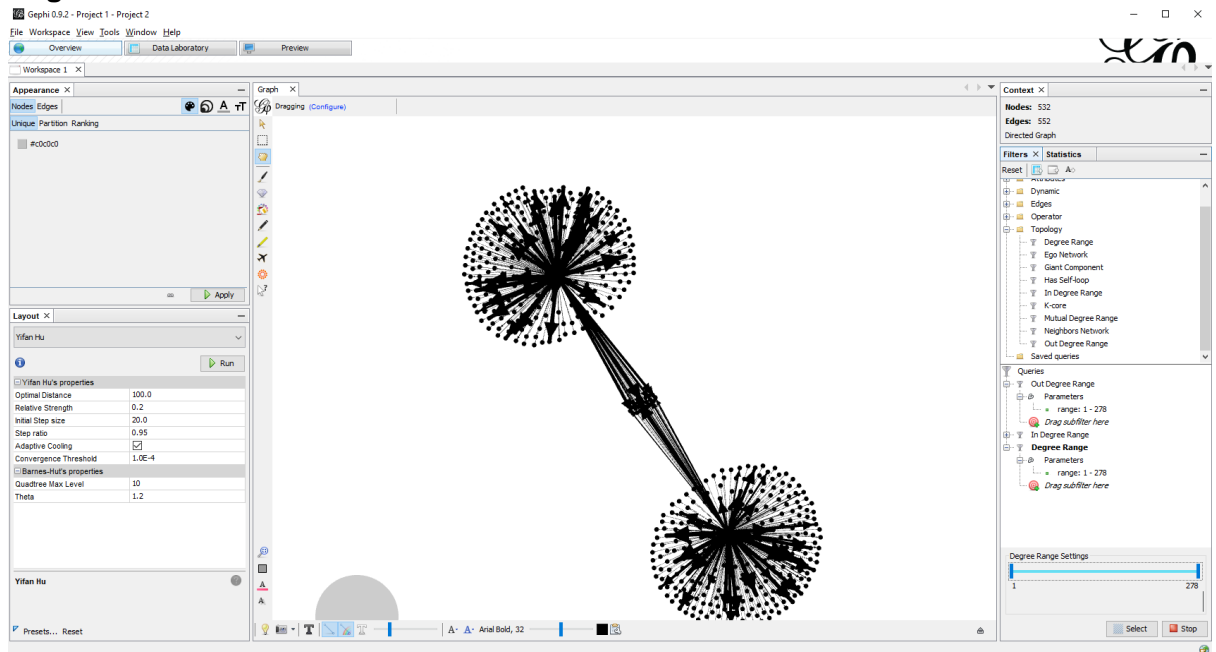 Gephi 0.9.2 - Project 1 - Project 2
File Workspace View Tools Window Help
Overview Data Laboratory Preview
Workspace 1
Appearance
Nodes Edges
Unique Partition Ranking
#c0c0c0
Apply
Layout
Yifan Hu
Run
Yifan Hu's properties
Optimal Distance 100.0
Relative Strength 0.2
Initial Step size 20.0
Step ratio 0.95
Adaptive Cooling
Convergence Threshold 1.0E-4
Barnes-Hut's properties
Quadtree Max Level 10
Theta 1.2
Yifan Hu
Presets... Reset
Graph
Dragging (Configure)
A- A- Arial Bold, 32
Context
Nodes: 532
Edges: 552
Directed Graph
Filters Statistics
Reset
Attributes
Dynamic
Edges
Operator
Topology
Degree Range
Ego Network
Giant Component
Has Self-loop
In Degree Range
K-core
Mutual Degree Range
Neighbors Network
Out Degree Range
Saved queries
Queries
Out Degree Range
Parameters
range: 1 - 278
Drag subfilter here
In Degree Range
Degree Range
Parameters
range: 1 - 278
Drag subfilter here
Degree Range Settings
1 278
Select Stop